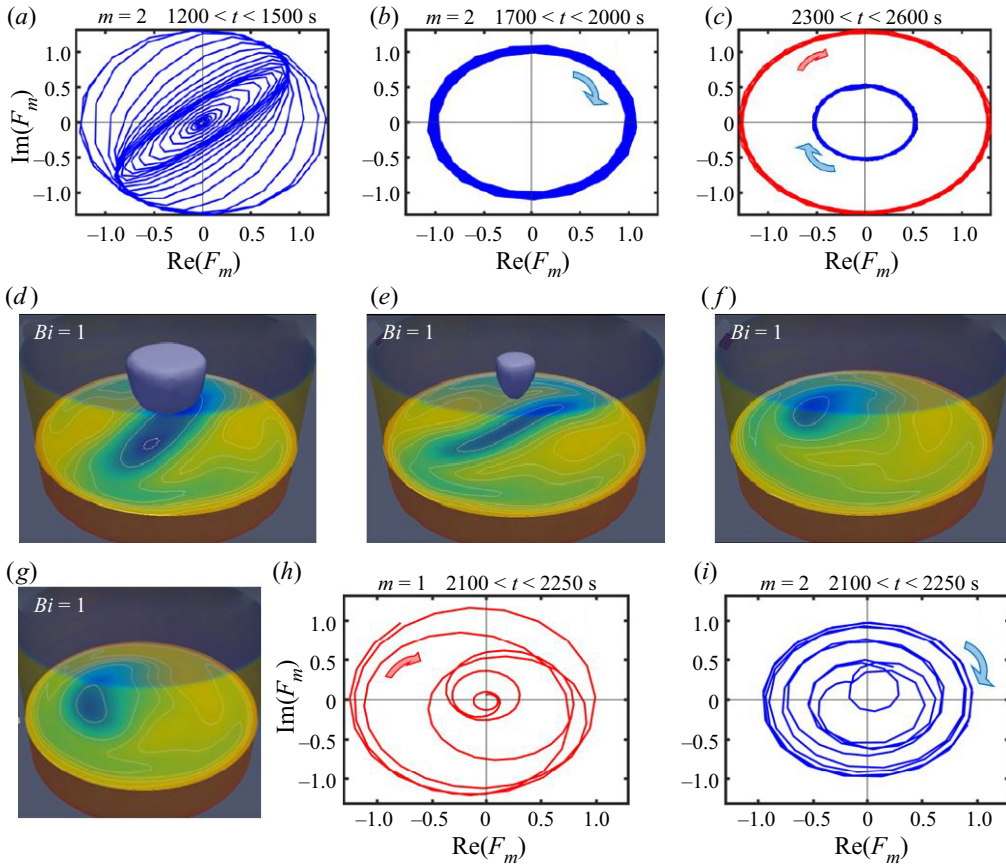 (a) m = 2 1200 < t < 1500 s
(b) m = 2 1700 < t < 2000 s
(c) 2300 < t < 2600 s
1.0
0.5
0
–0.5
–1.0
Im(F_m)
–1.0 –0.5 0 0.5 1.0
Re(F_m)
1.0
0.5
0
–0.5
–1.0
–1.0 –0.5 0 0.5 1.0
Re(F_m)
1.0
0.5
0
–0.5
–1.0
–1.0 –0.5 0 0.5 1.0
Re(F_m)
(d)
Bi = 1
(e)
Bi = 1
(f)
Bi = 1
(g)
Bi = 1
(h) m = 1 2100 < t < 2250 s
1.0
0.5
0
–0.5
–1.0
Im(F_m)
–1.0 –0.5 0 0.5 1.0
Re(F_m)
(i) m = 2 2100 < t < 2250 s
1.0
0.5
0
–0.5
–1.0
–1.0 –0.5 0 0.5 1.0
Re(F_m)